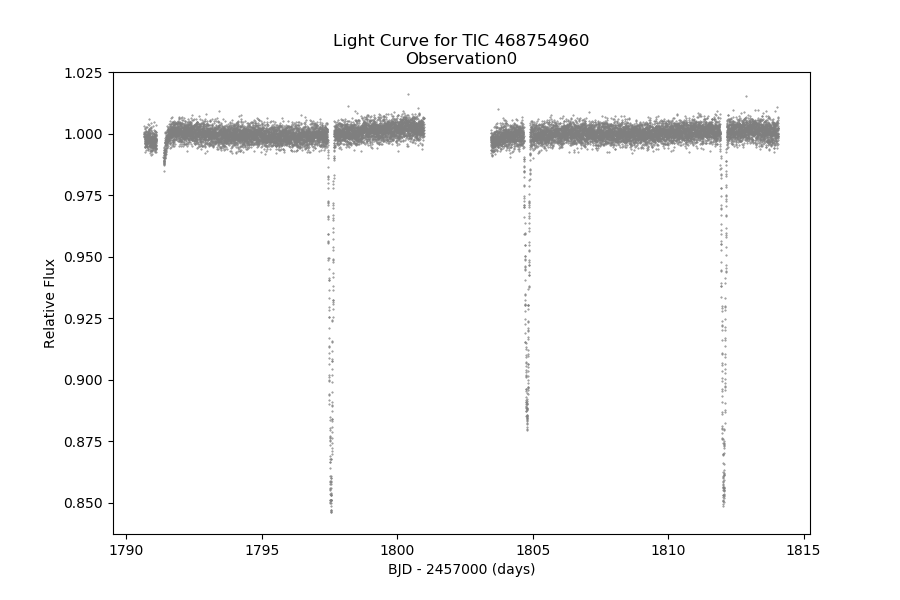 Light Curve for TIC 468754960
Observation0
1.025
1.000
0.975
0.950
0.925
0.900
0.875
0.850
Relative Flux
1790 1795 1800 1805 1810 1815
BJD - 2457000 (days)